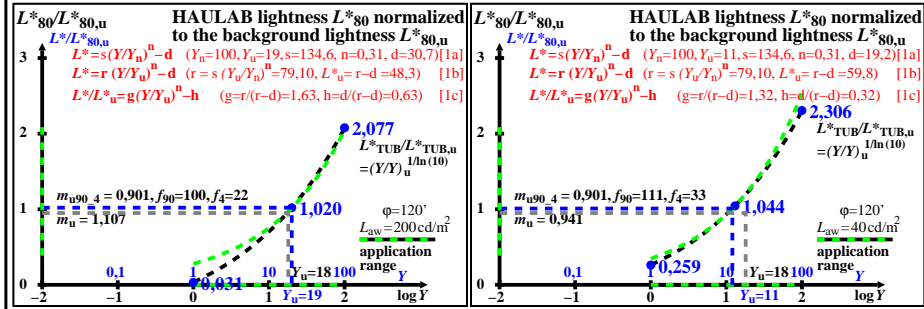 L*80/L*80,u
HAULAB lightness L*80 normalized
to the background lightness L*80,u
L*/L*80,u
L*=s(Y/Yn)^n−d (Yn=100, Yu=19, s=134,6, n=0,31, d=30,7)[1a]
L*=r (Y/Yu)^n−d (r = s (Yu/Yn)^n=79,10, L*u= r−d =48,3) [1b]
L*/L*u=g(Y/Yu)^n−h (g=r/(r−d)=1,63, h=d/(r−d)=0,63) [1c]
3
2
2,077
L*TUB/L*TUB,u
=(Y/Y)u^1/ln(10)
mu90_4 = 0,901, f90=100, f4=22
1
1,020
mu = 1,107
φ=120'
Law=200cd/m²
application
range
0,1 1 10 Yu=18 100 Y
0
0,031
−2 −1 0 1 Yu=19 2 log Y
L*80/L*80,u
HAULAB lightness L*80 normalized
to the background lightness L*80,u
L*/L*80,u
L*=s(Y/Yn)^n−d (Yn=100, Yu=11, s=134,6, n=0,31, d=19,2)[1a]
L*=r (Y/Yu)^n−d (r = s (Yu/Yn)^n=79,10, L*u= r−d =59,8) [1b]
L*/L*u=g(Y/Yu)^n−h (g=r/(r−d)=1,32, h=d/(r−d)=0,32) [1c]
3
2,306
2
L*TUB/L*TUB,u
=(Y/Y)u^1/ln(10)
mu90_4 = 0,901, f90=111, f4=33
1
1,044
mu = 0,941
φ=120'
Law=40cd/m²
application
range
0,259
0,1 1 10 Yu=18 100 Y
0
−2 −1 0 1 Yu=11 2 log Y